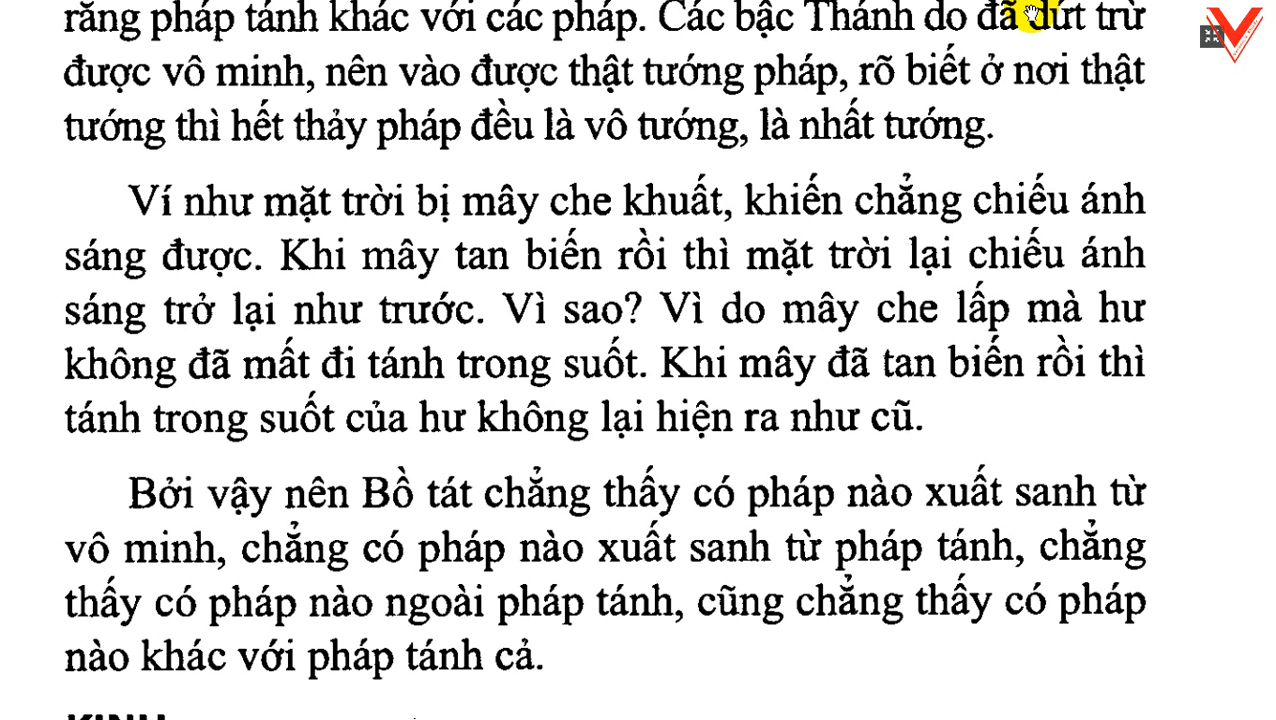 rằng pháp tánh khác với các pháp. Các bậc Thánh do đã dứt trừ
được vô minh, nên vào được thật tướng pháp, rõ biết ở nơi thật
tướng thì hết thảy pháp đều là vô tướng, là nhất tướng.
Ví như mặt trời bị mây che khuất, khiến chẳng chiếu ánh
sáng được. Khi mây tan biến rồi thì mặt trời lại chiếu ánh
sáng trở lại như trước. Vì sao? Vì do mây che lấp mà hư
không đã mất đi tánh trong suốt. Khi mây đã tan biến rồi thì
tánh trong suốt của hư không lại hiện ra như cũ.
Bởi vậy nên Bồ tát chẳng thấy có pháp nào xuất sanh từ
vô minh, chẳng có pháp nào xuất sanh từ pháp tánh, chẳng
thấy có pháp nào ngoài pháp tánh, cũng chẳng thấy có pháp
nào khác với pháp tánh cả.
KINH